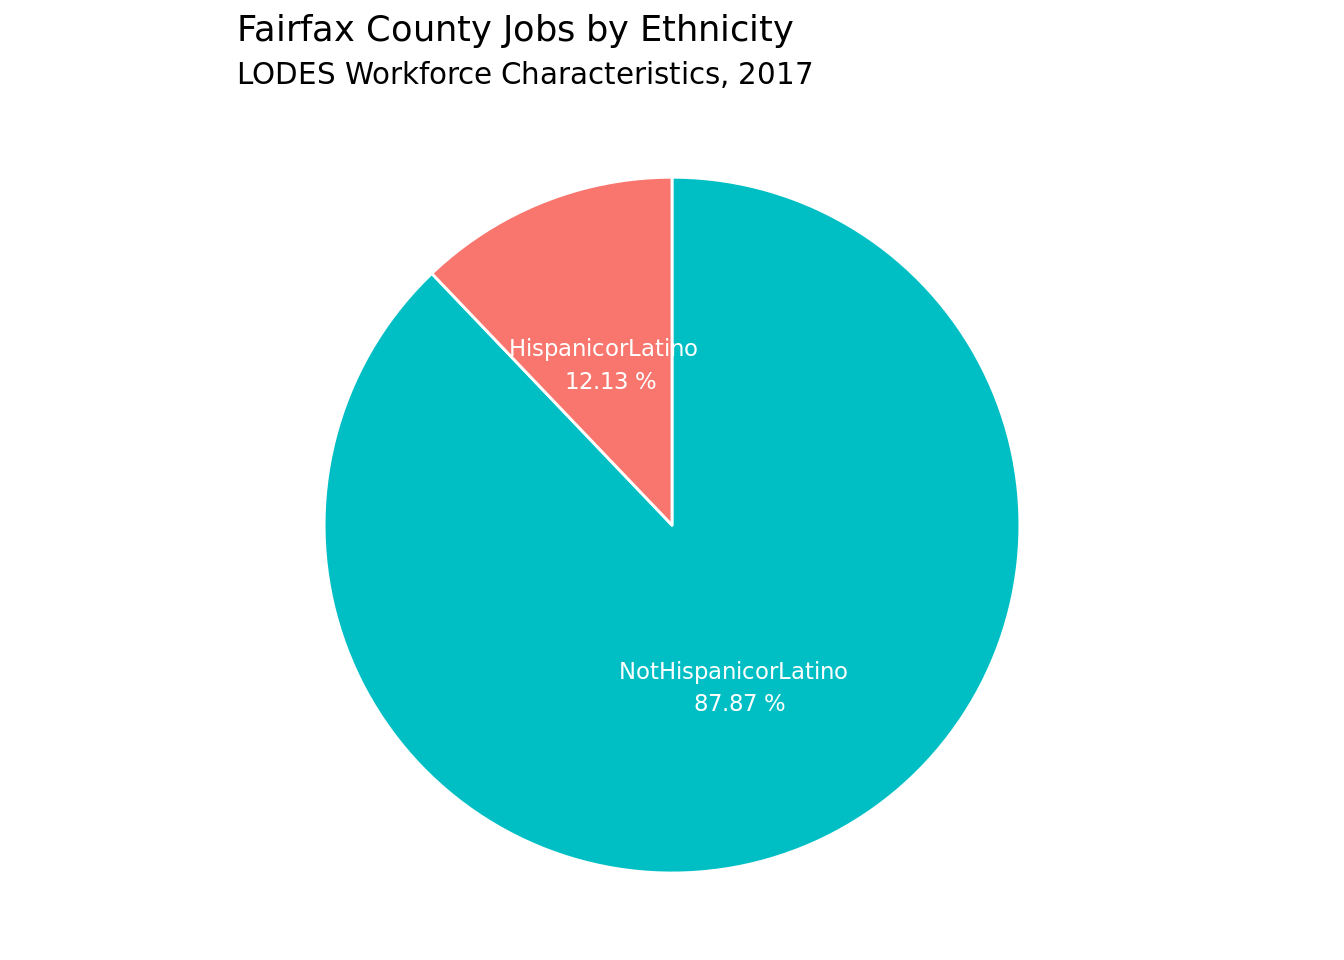 Fairfax County Jobs by Ethnicity
LODES Workforce Characteristics, 2017
HispanicorLatino
12.13 %
NotHispanicorLatino
87.87 %